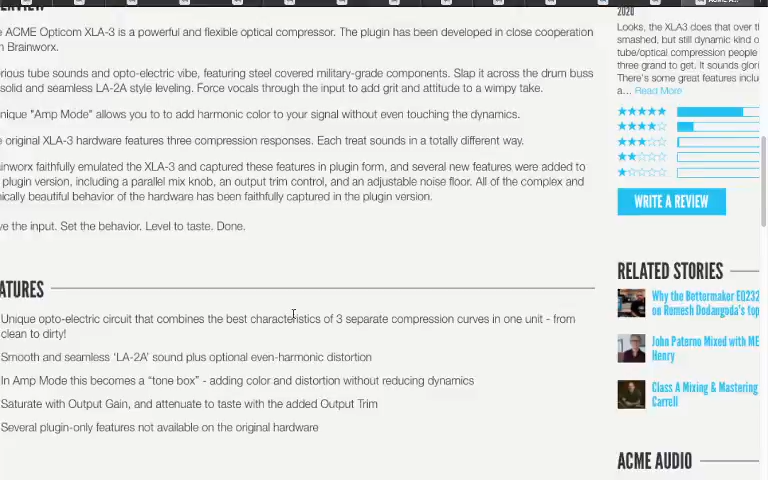 ACME Opticom XLA-3 is a powerful and flexible optical compressor. The plugin has been developed in close cooperation
Brainworx.
tube sounds and opto-electric vibe, featuring steel covered military-grade components. Slap it across the drum buss
solid and seamless LA-2A style leveling. Force vocals through the input to add grit and attitude to a wimpy take.
"Amp Mode" allows you to to add harmonic color to your signal without even touching the dynamics.
original XLA-3 hardware features three compression responses. Each treat sounds in a totally different way.
faithfully emulated the XLA-3 and captured these features in plugin form, and several new features were added to
plugin version, including a parallel mix knob, an output trim control, and an adjustable noise floor. All of the complex and
beautiful behavior of the hardware has been faithfully captured in the plugin version.
the input. Set the behavior. Level to taste. Done.
ATURES
Unique opto-electric circuit that combines the best characteristics of 3 separate compression curves in one unit - from
clean to dirty!
Smooth and seamless ‘LA-2A’ sound plus optional even-harmonic distortion
In Amp Mode this becomes a “tone box” - adding color and distortion without reducing dynamics
Saturate with Output Gain, and attenuate to taste with the added Output Trim
Several plugin-only features not available on the original hardware
2020
Looks, the XLA3 does that over th
smashed, but still dynamic kind o
tube/optical compression people
three grand to get. It sounds glori
There's some great features inclu
a... Read More
WRITE A REVIEW
RELATED STORIES
Why the Bettermaker EQ232
on Romesh Dodangoda's top
John Paterno Mixed with ME
Henry
Class A Mixing & Mastering
Carrell
ACME AUDIO